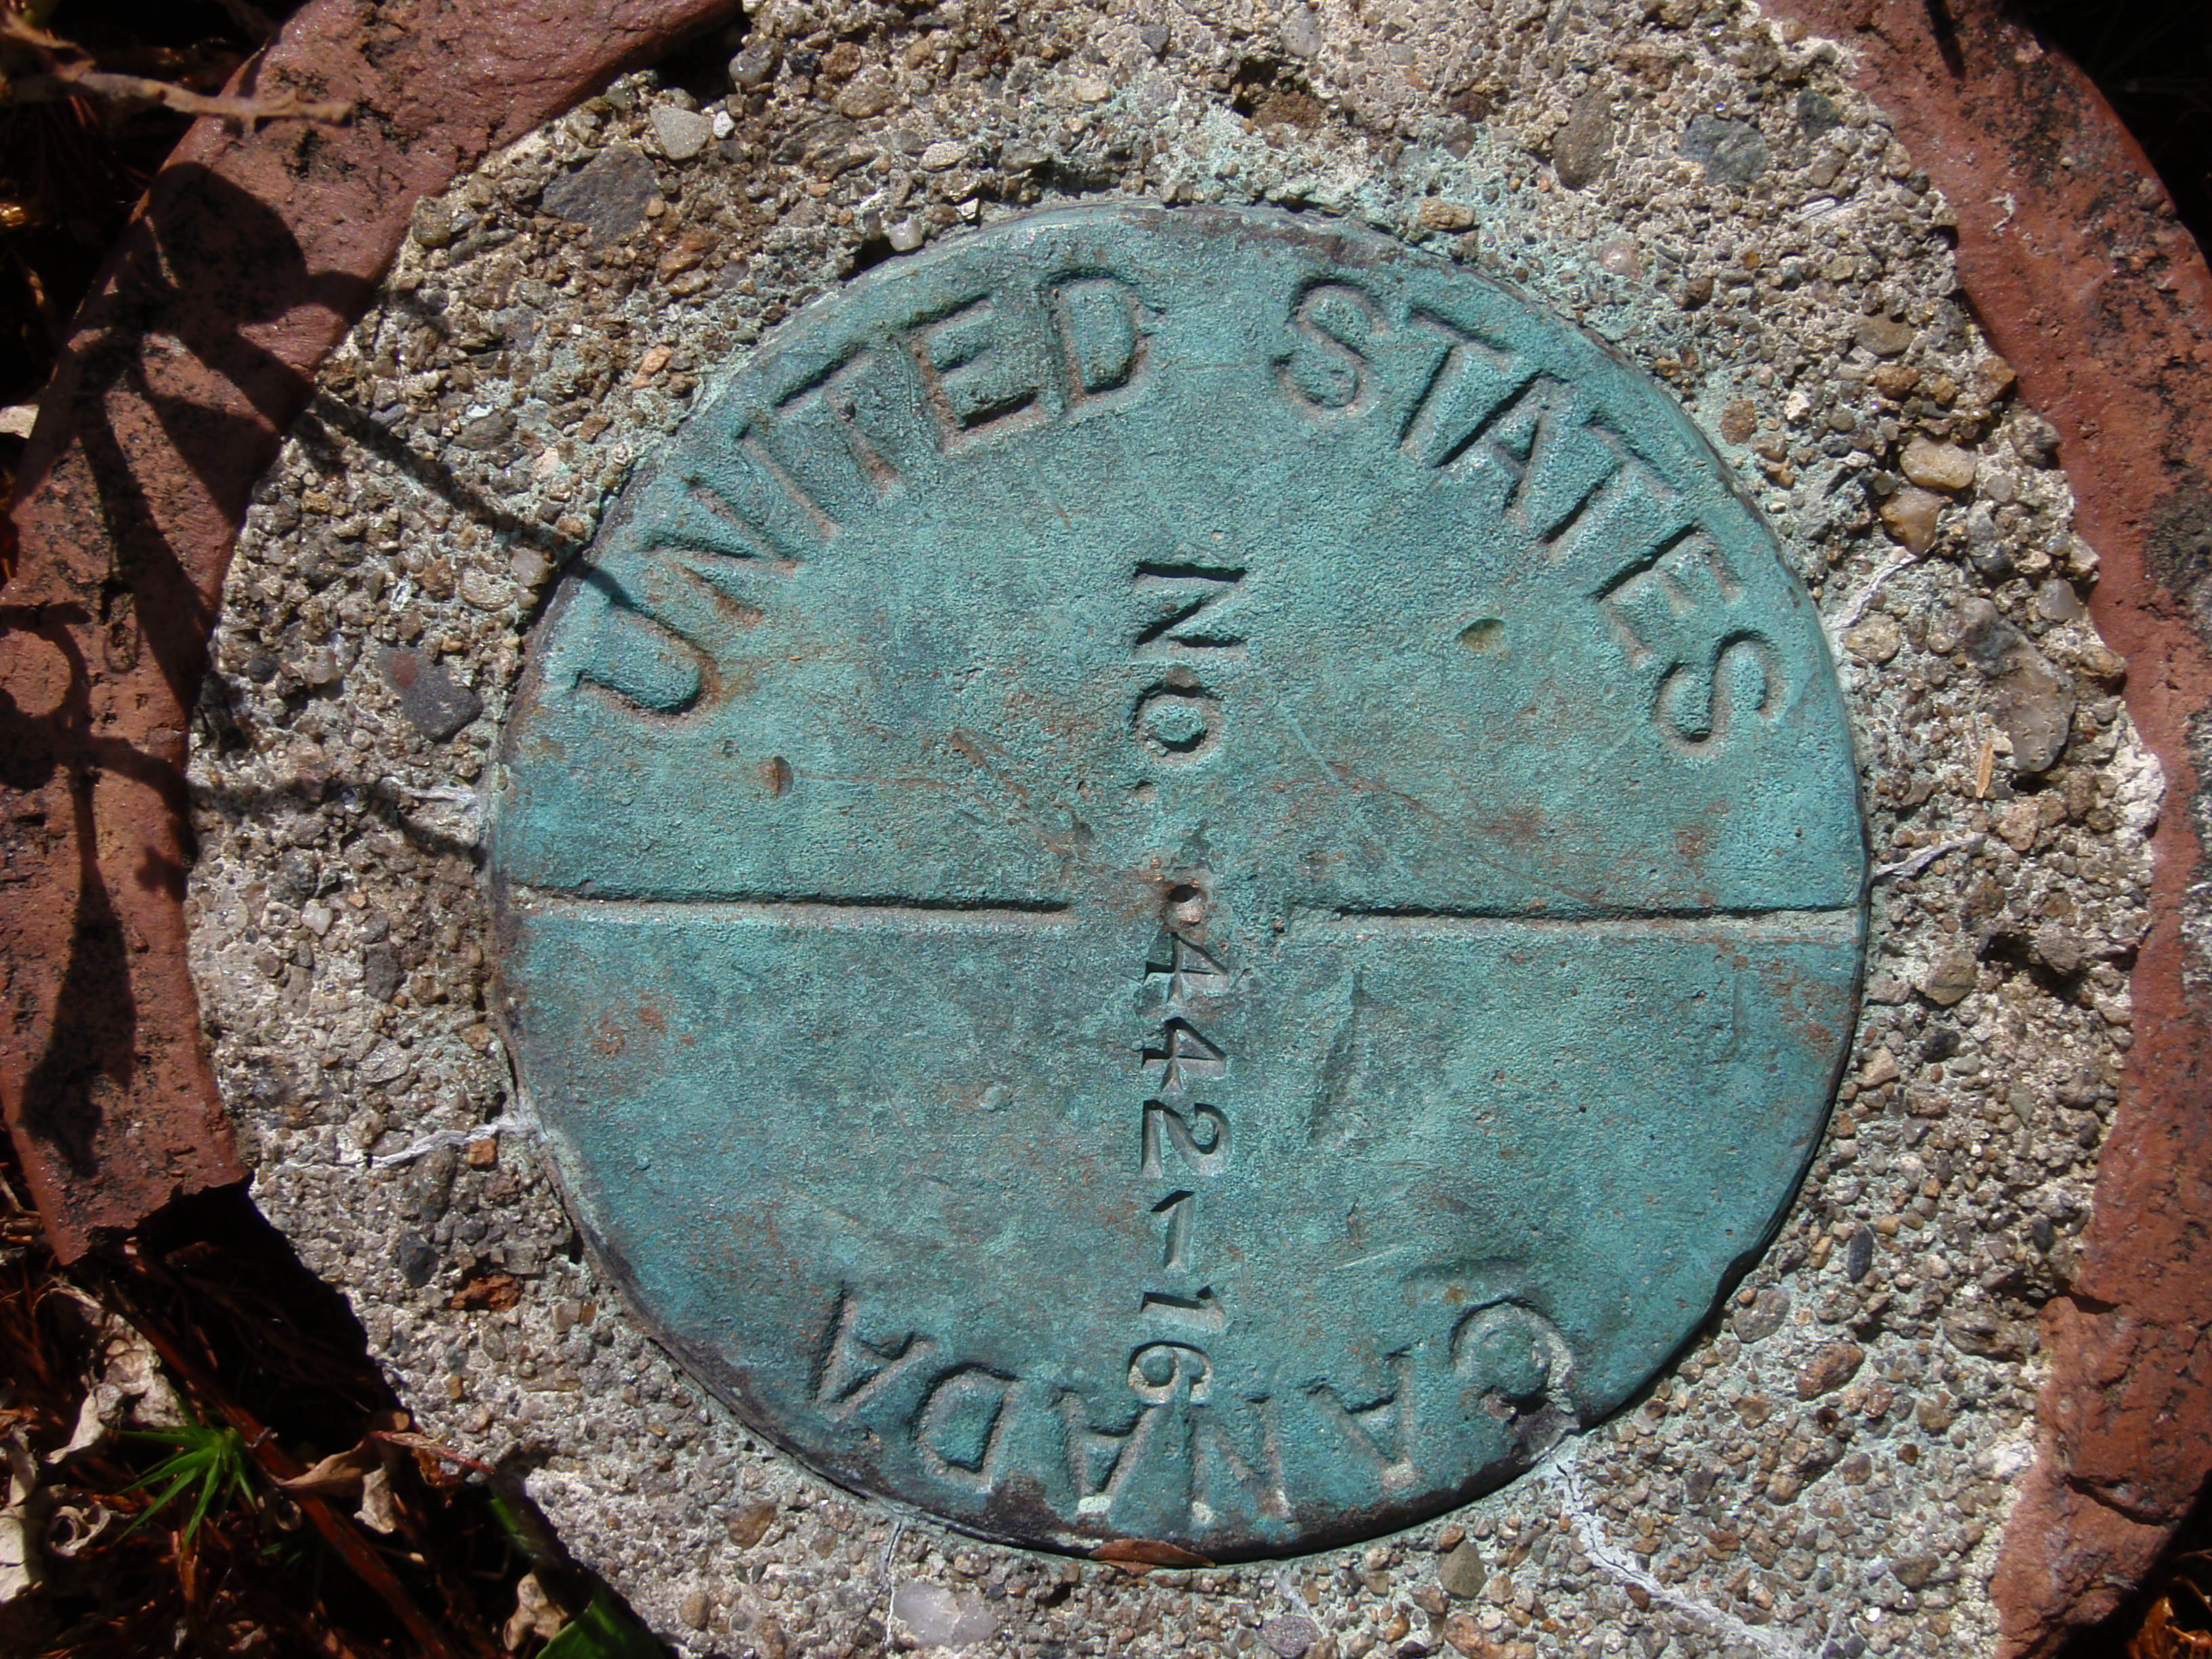 UNITED STATES
NO. 442-16
CANADA